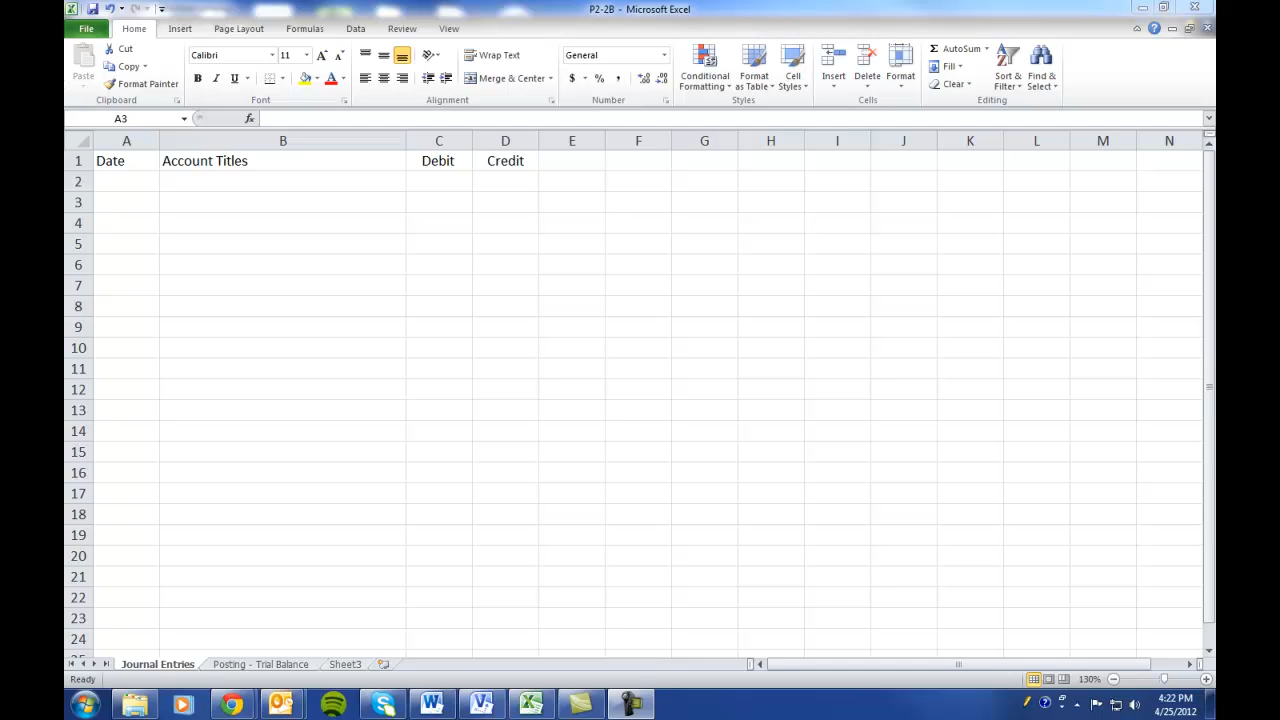 P2-2B - Microsoft Excel
File Home Insert Page Layout Formulas Data Review View
Paste
Cut
Copy
Format Painter
Clipboard
Calibri 11
B I U
Font
Wrap Text
Merge & Center
Alignment
General
$ % ,
Number
Conditional Formatting
Format as Table
Cell Styles
Styles
Insert
Delete
Format
Cells
AutoSum
Fill
Clear
Sort & Filter
Find & Select
Editing
A3 fx
A B C D E F G H I J K L M N
1 Date Account Titles Debit Credit
2
3
4
5
6
7
8
9
10
11
12
13
14
15
16
17
18
19
20
21
22
23
24
Journal Entries Posting - Trial Balance Sheet3
Ready 130%
4:22 PM
4/25/2012